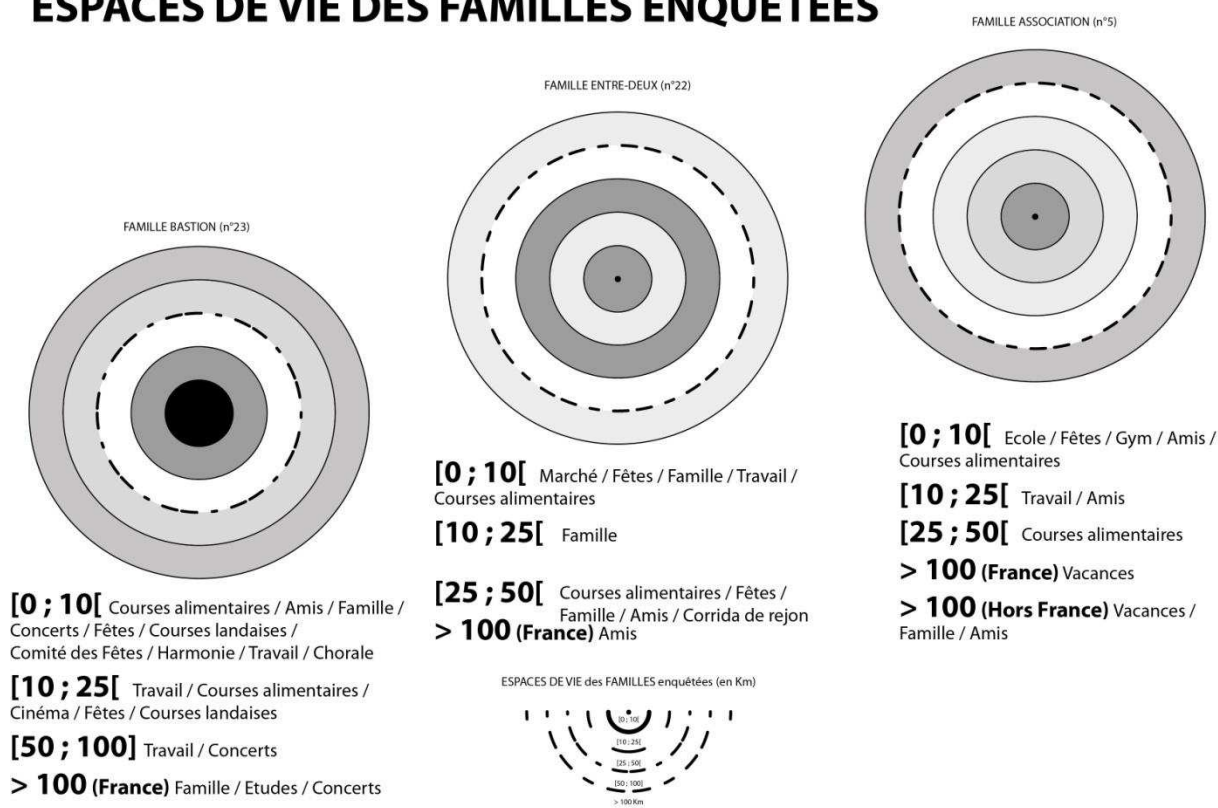 ESPACES DE VIE DES FAMILLES ENQUÊTÉES
FAMILLE BASTION (n°23)
[0 ; 10[ Courses alimentaires / Amis / Famille /
Concerts / Fêtes / Courses landaises /
Comité des Fêtes / Harmonie / Travail / Chorale
[10 ; 25[ Travail / Courses alimentaires /
Cinéma / Fêtes / Courses landaises
[50 ; 100] Travail / Concerts
> 100 (France) Famille / Etudes / Concerts
FAMILLE ENTRE-DEUX (n°22)
[0 ; 10[ Marché / Fêtes / Famille / Travail /
Courses alimentaires
[10 ; 25[ Famille
[25 ; 50[ Courses alimentaires / Fêtes /
Famille / Amis / Corrida de rejon
> 100 (France) Amis
FAMILLE ASSOCIATION (n°5)
[0 ; 10[ Ecole / Fêtes / Gym / Amis /
Courses alimentaires
[10 ; 25[ Travail / Amis
[25 ; 50[ Courses alimentaires
> 100 (France) Vacances
> 100 (Hors France) Vacances /
Famille / Amis
ESPACES DE VIE des FAMILLES enquêtées (en Km)
[0 ; 10[
[10 ; 25[
[25 ; 50[
[50 ; 100]
> 100 Km